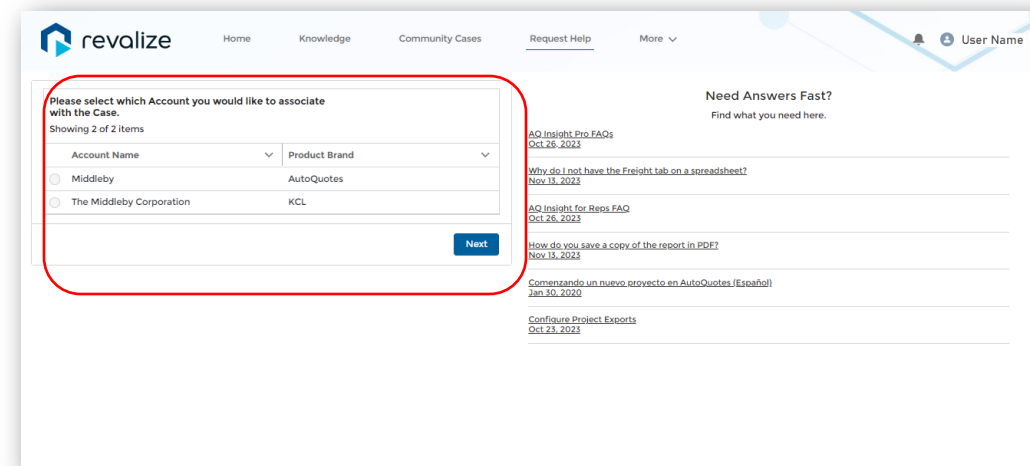 revalize
Home
Knowledge
Community Cases
Request Help
More
User Name
Please select which Account you would like to associate
with the Case.
Showing 2 of 2 items
Account Name
Product Brand
Middleby
AutoQuotes
The Middleby Corporation
KCL
Next
Need Answers Fast?
Find what you need here.
AQ Insight Pro FAQs
Oct 26, 2023
Why do I not have the Freight tab on a spreadsheet?
Nov 13, 2023
AQ Insight for Reps FAQ
Oct 26, 2023
How do you save a copy of the report in PDF?
Nov 13, 2023
Comenzando un nuevo proyecto en AutoQuotes (Español)
Jan 30, 2020
Configure Project Exports
Oct 23, 2023